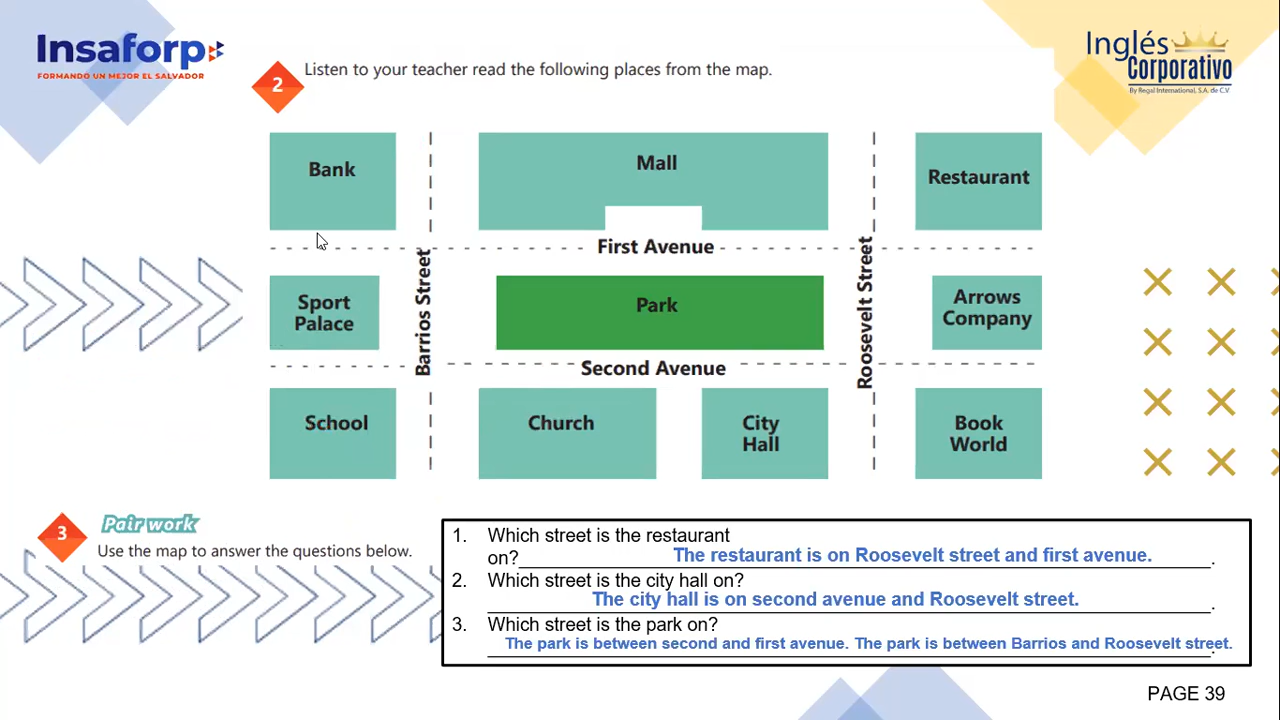 Insaforp
FORMANDO UN MEJOR EL SALVADOR
Inglés
Corporativo
By Regal International, S.A. de C.V
2
Listen to your teacher read the following places from the map.
Bank
Mall
Restaurant
First Avenue
Barrios Street
Roosevelt Street
Sport
Palace
Park
Arrows
Company
Second Avenue
School
Church
City
Hall
Book
World
3
Pair work
Use the map to answer the questions below.
1. Which street is the restaurant
on? The restaurant is on Roosevelt street and first avenue. .
2. Which street is the city hall on?
The city hall is on second avenue and Roosevelt street. .
3. Which street is the park on?
The park is between second and first avenue. The park is between Barrios and Roosevelt street. .
PAGE 39